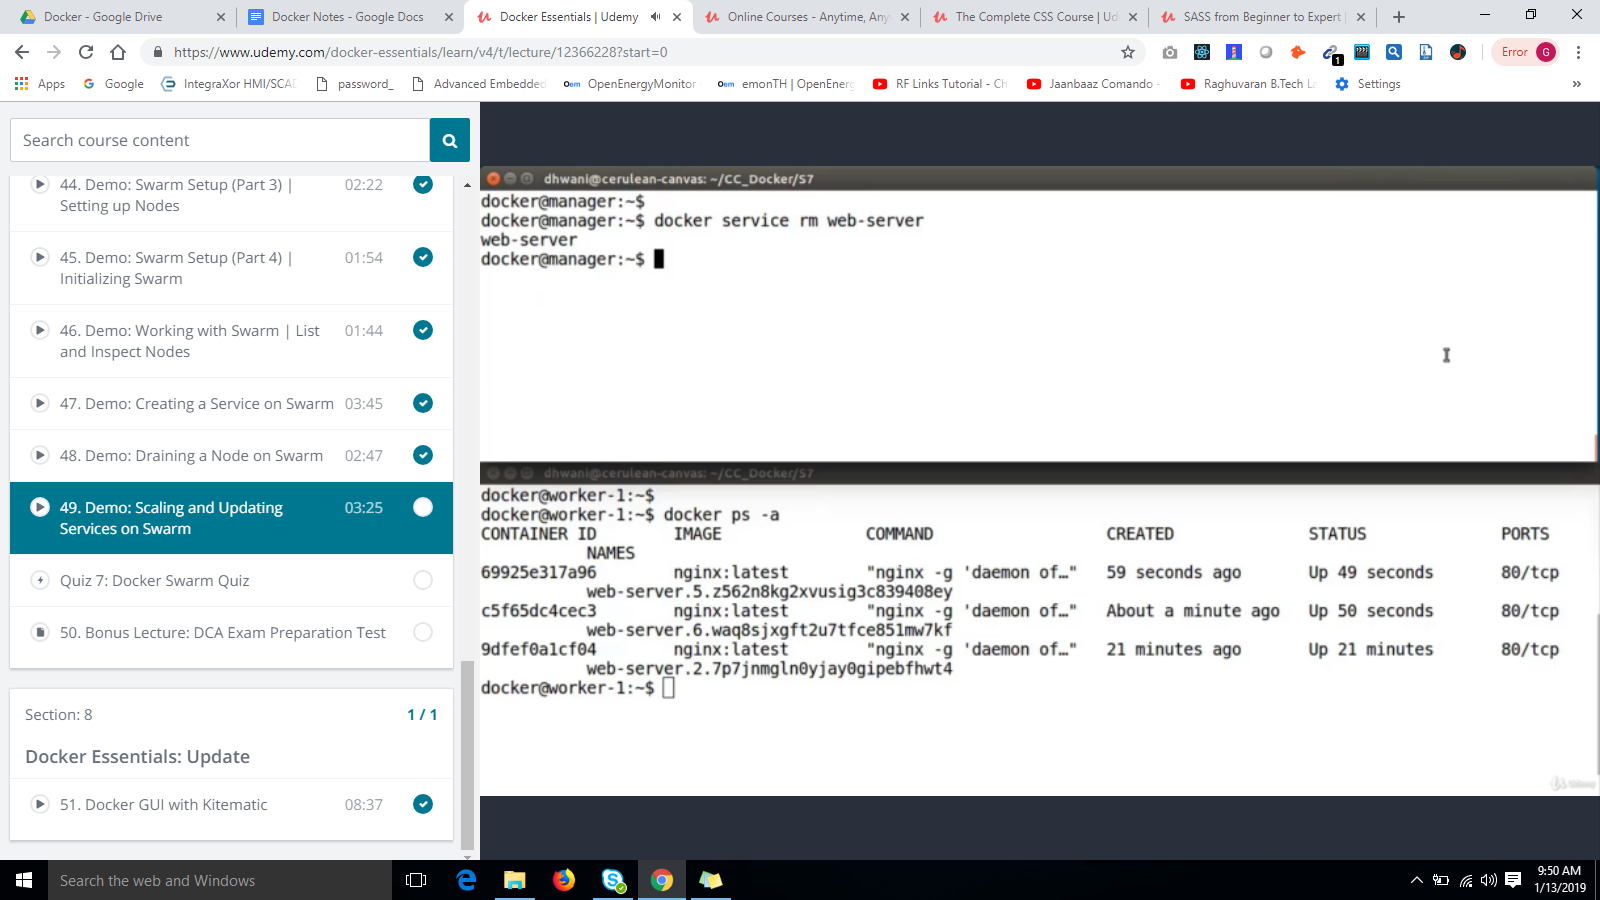 Docker - Google Drive
Docker Notes - Google Docs
Docker Essentials | Udemy
Online Courses - Anytime, Any
The Complete CSS Course | Ud
SASS from Beginner to Expert |
https://www.udemy.com/docker-essentials/learn/v4/t/lecture/12366228?start=0
1
Error G
Apps
Google
IntegraXor HMI/SCAD
password_
Advanced Embedded
OpenEnergyMonitor
emonTH | OpenEnerg
RF Links Tutorial - Ch
Jaanbaaz Comando -
Raghuvaran B.Tech La
Settings
Search course content
44. Demo: Swarm Setup (Part 3) | 02:22
Setting up Nodes
45. Demo: Swarm Setup (Part 4) | 01:54
Initializing Swarm
46. Demo: Working with Swarm | List 01:44
and Inspect Nodes
47. Demo: Creating a Service on Swarm 03:45
48. Demo: Draining a Node on Swarm 02:47
49. Demo: Scaling and Updating 03:25
Services on Swarm
Quiz 7: Docker Swarm Quiz
50. Bonus Lecture: DCA Exam Preparation Test
Section: 8 1 / 1
Docker Essentials: Update
51. Docker GUI with Kitematic 08:37
dhwani@cerulean-canvas: ~/CC_Docker/S7
docker@manager:~$
docker@manager:~$ docker service rm web-server
web-server
docker@manager:~$
dhwani@cerulean-canvas: ~/CC_Docker/S7
docker@worker-1:~$
docker@worker-1:~$ docker ps -a
CONTAINER ID IMAGE COMMAND CREATED STATUS PORTS
NAMES
69925e317a96 nginx:latest "nginx -g 'daemon of…" 59 seconds ago Up 49 seconds 80/tcp
web-server.5.z562n8kg2xvusig3c839408ey
c5f65dc4cec3 nginx:latest "nginx -g 'daemon of…" About a minute ago Up 50 seconds 80/tcp
web-server.6.waq8sjxgft2u7tfce851mw7kf
9dfef0a1cf04 nginx:latest "nginx -g 'daemon of…" 21 minutes ago Up 21 minutes 80/tcp
web-server.2.7p7jnmgln0yjay0gipebfhwt4
docker@worker-1:~$
Udemy
Search the web and Windows
9:50 AM
1/13/2019